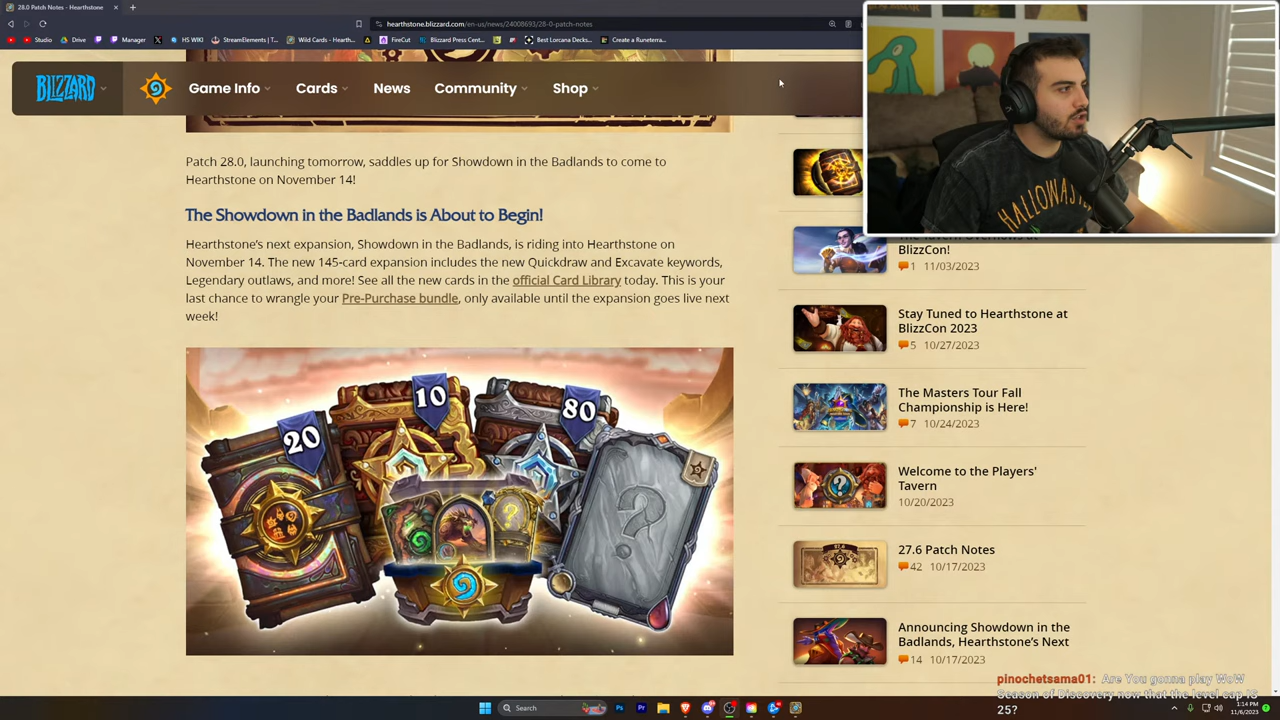 28.0 Patch Notes - Hearthstone
hearthstone.blizzard.com/en-us/news/24008693/28-0-patch-notes
Studio
Drive
Manager
X
HS WIKI
StreamElements | T...
Wild Cards - Hearth...
FireCut
Blizzard Press Cent...
Best Lorcana Decks...
Create a Runeterra...
BLIZZARD
Game Info
Cards
News
Community
Shop
Patch 28.0, launching tomorrow, saddles up for Showdown in the Badlands to come to
Hearthstone on November 14!
The Showdown in the Badlands is About to Begin!
Hearthstone's next expansion, Showdown in the Badlands, is riding into Hearthstone on
November 14. The new 145-card expansion includes the new Quickdraw and Excavate keywords,
Legendary outlaws, and more! See all the new cards in the official Card Library today. This is your
last chance to wrangle your Pre-Purchase bundle, only available until the expansion goes live next
week!
20
10
80
?
?
BlizzCon!
1 11/03/2023
Stay Tuned to Hearthstone at
BlizzCon 2023
5 10/27/2023
The Masters Tour Fall
Championship is Here!
7 10/24/2023
Welcome to the Players'
Tavern
10/20/2023
27.6
27.6 Patch Notes
42 10/17/2023
Announcing Showdown in the
Badlands, Hearthstone's Next
14 10/17/2023
HALLOWA
pinochetsama01: Are You gonna play WoW
Season of Discovery now that the level cap is
25?
Search
1:14 PM
11/6/2023